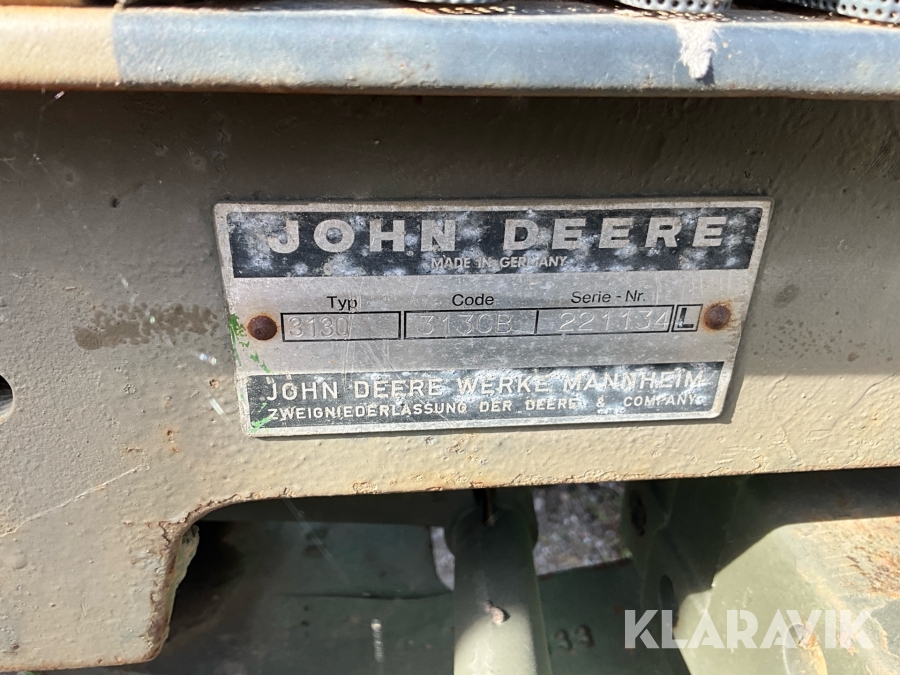 JOHN DEERE
MADE IN GERMANY
Typ Code Serie-Nr.
3130 3130B 221134 L
JOHN DEERE WERKE MANNHEIM
ZWEIGNIEDERLASSUNG DER DEERE & COMPANY
33
KLARAVIK